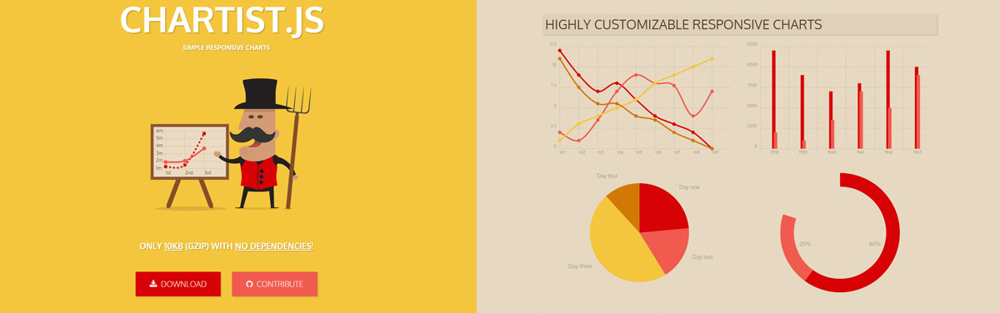 CHARTIST.JS
SIMPLE RESPONSIVE CHARTS
6m.
5m.
4m.
3m.
2m.
1m.
1st 2nd 3rd
ONLY 10KB (GZIP) WITH NO DEPENDENCIES!
DOWNLOAD CONTRIBUTE
HIGHLY CUSTOMIZABLE RESPONSIVE CHARTS
12.5
10
7.5
5
2.5
0
W1 W2 W3 W4 W5 W6 W7 W8 W9
12500
10000
7500
5000
2500
0
1938 1939 1940 1941 1942 1943
Day four
Day one
Day two
Day three
20% 60%